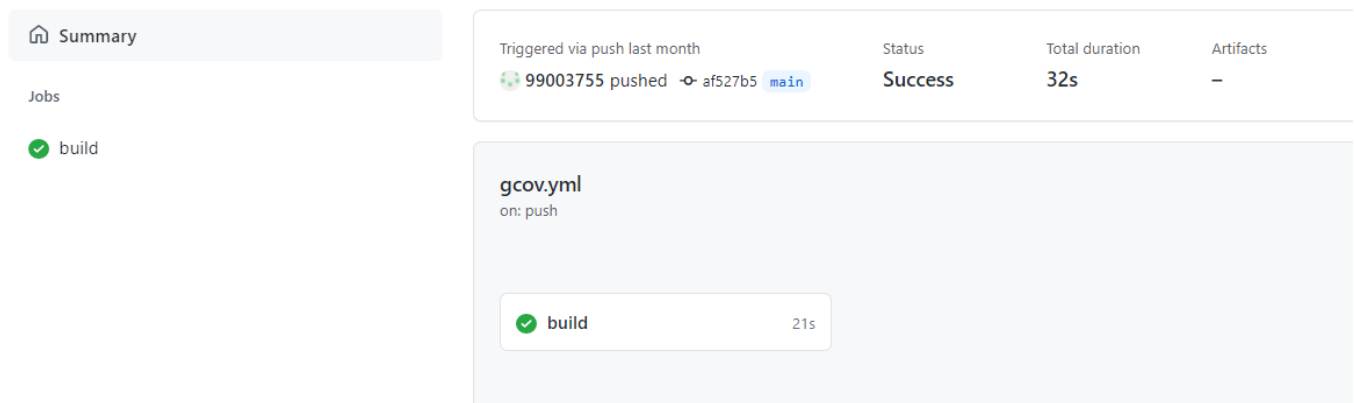 Summary
Jobs
build
Triggered via push last month
99003755 pushed af527b5 main
Status
Success
Total duration
32s
Artifacts
–
gcov.yml
on: push
build 21s